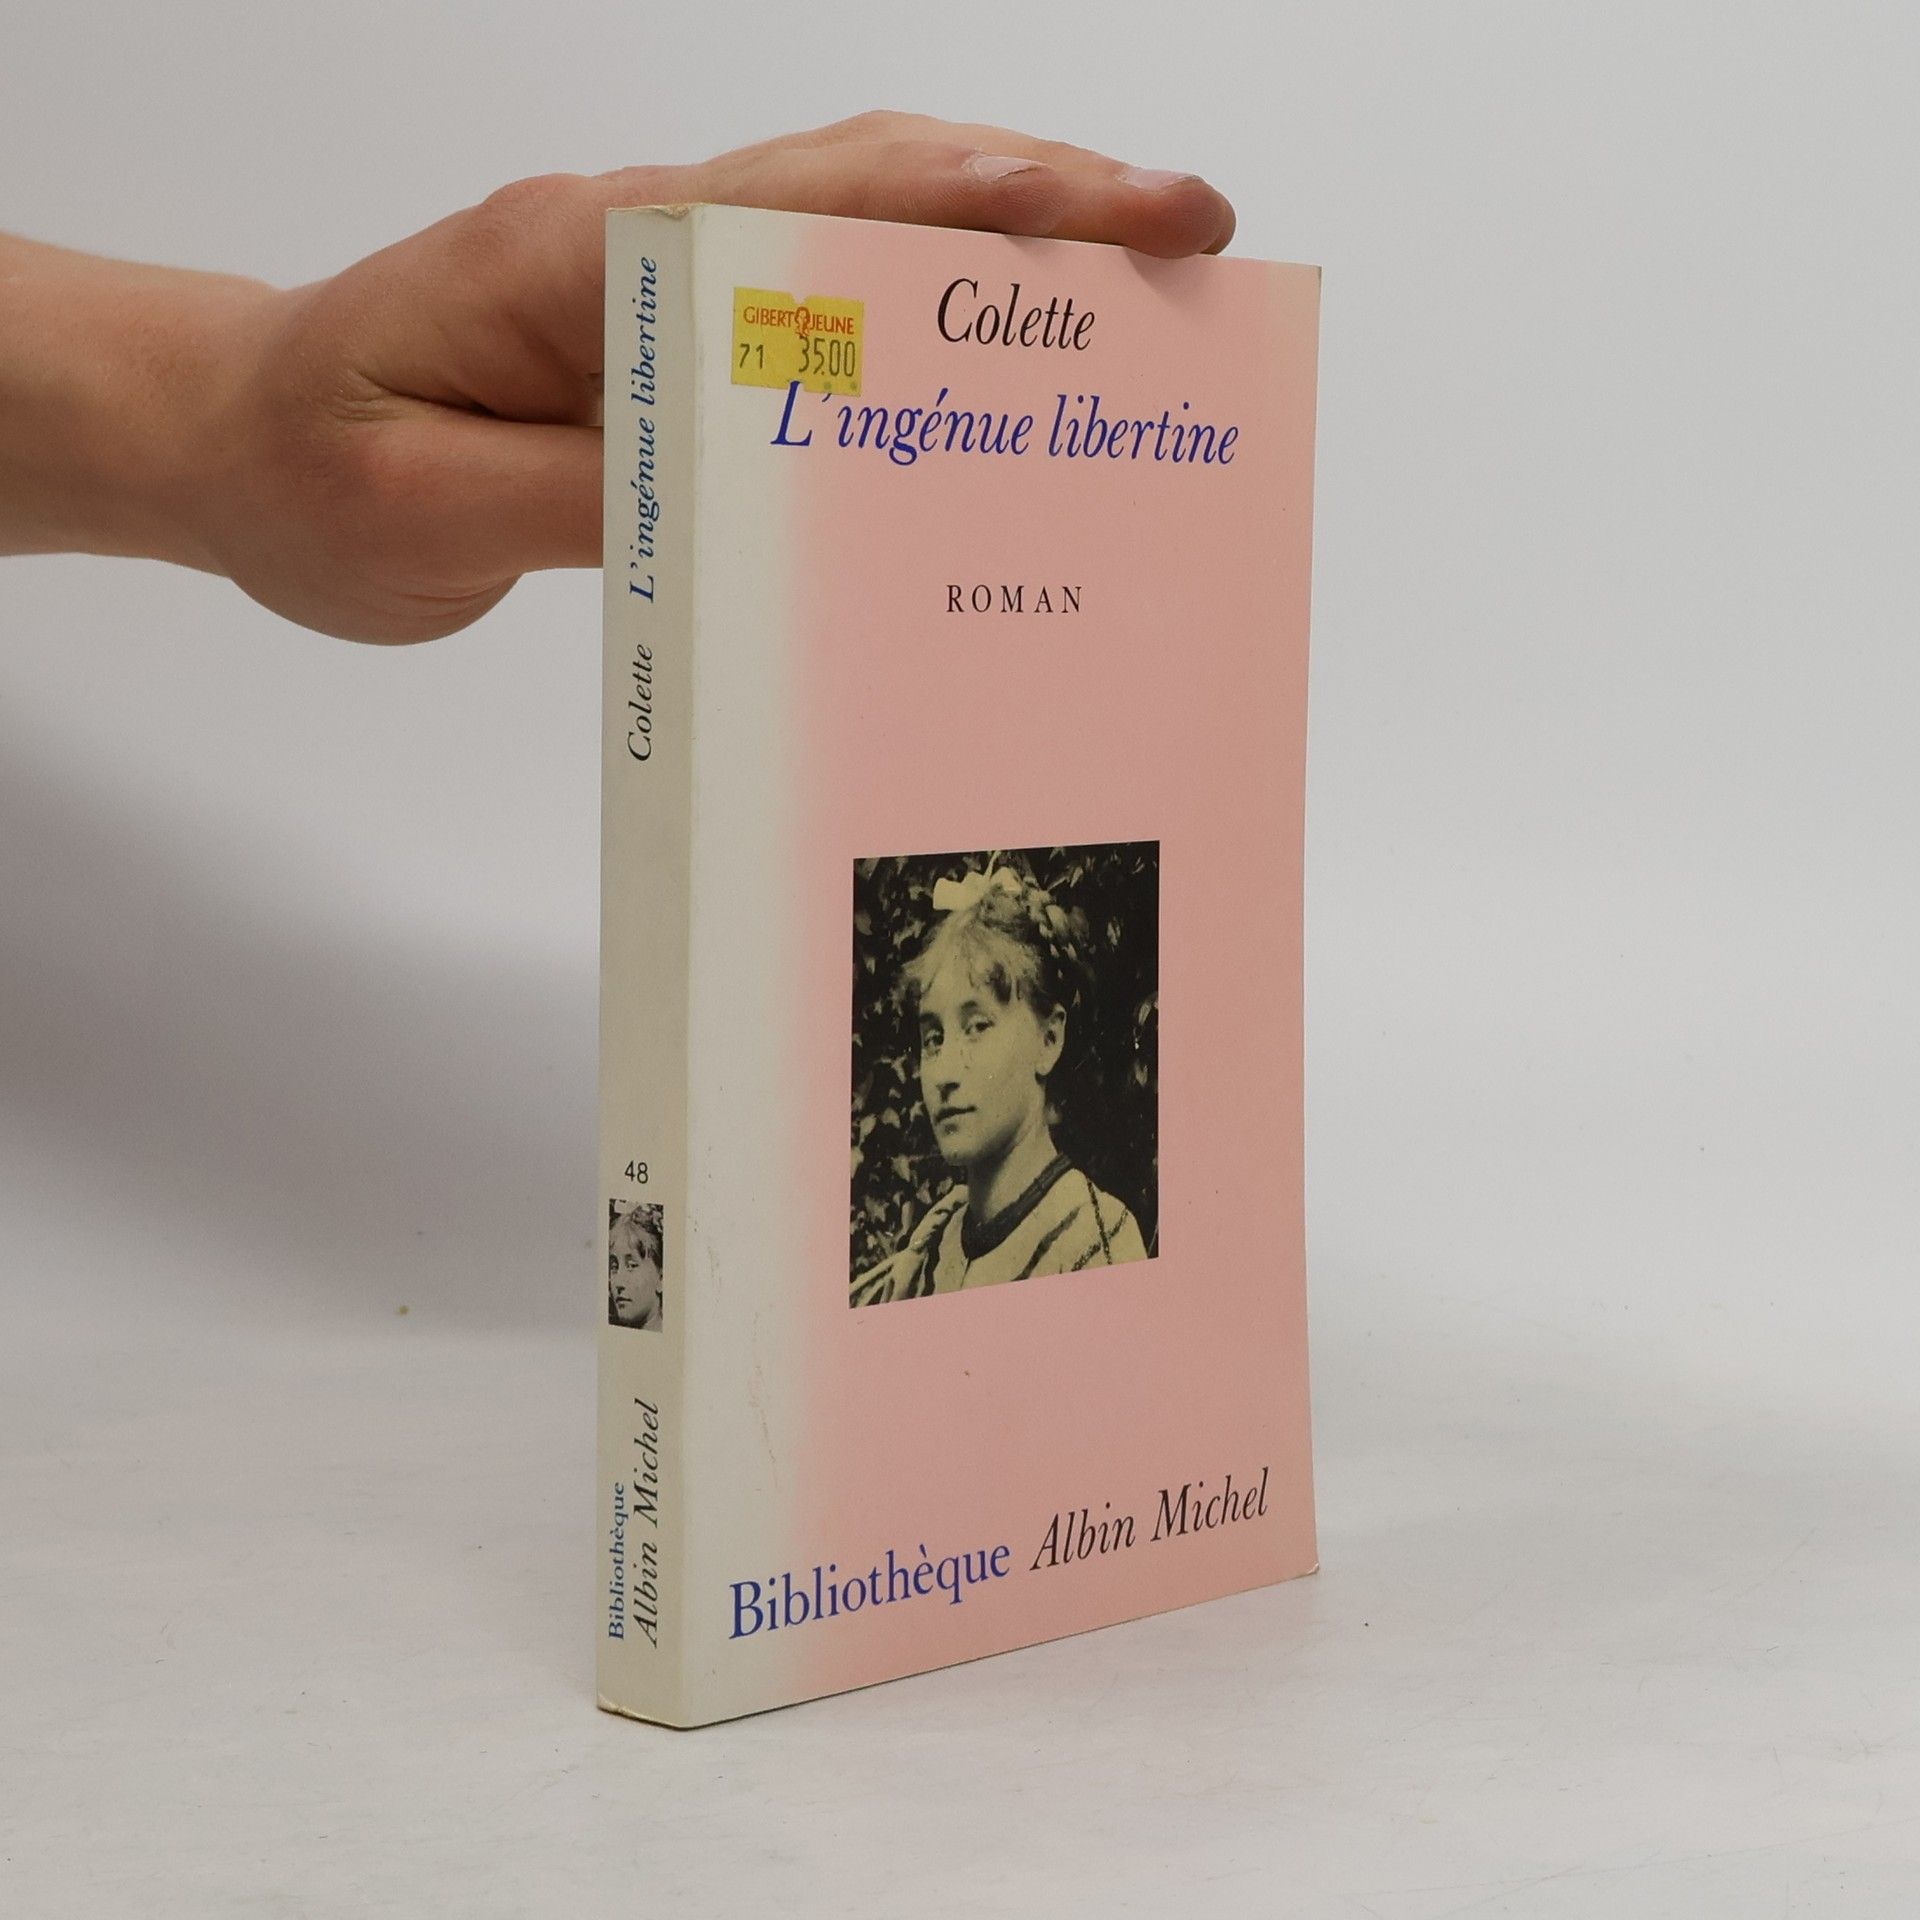 Colette L'ingénue libertine
48
Bibliothèque
Albin Michel
GIBERT JEUNE
71 35.00
Colette
L'ingénue libertine
ROMAN
Bibliothèque Albin Michel